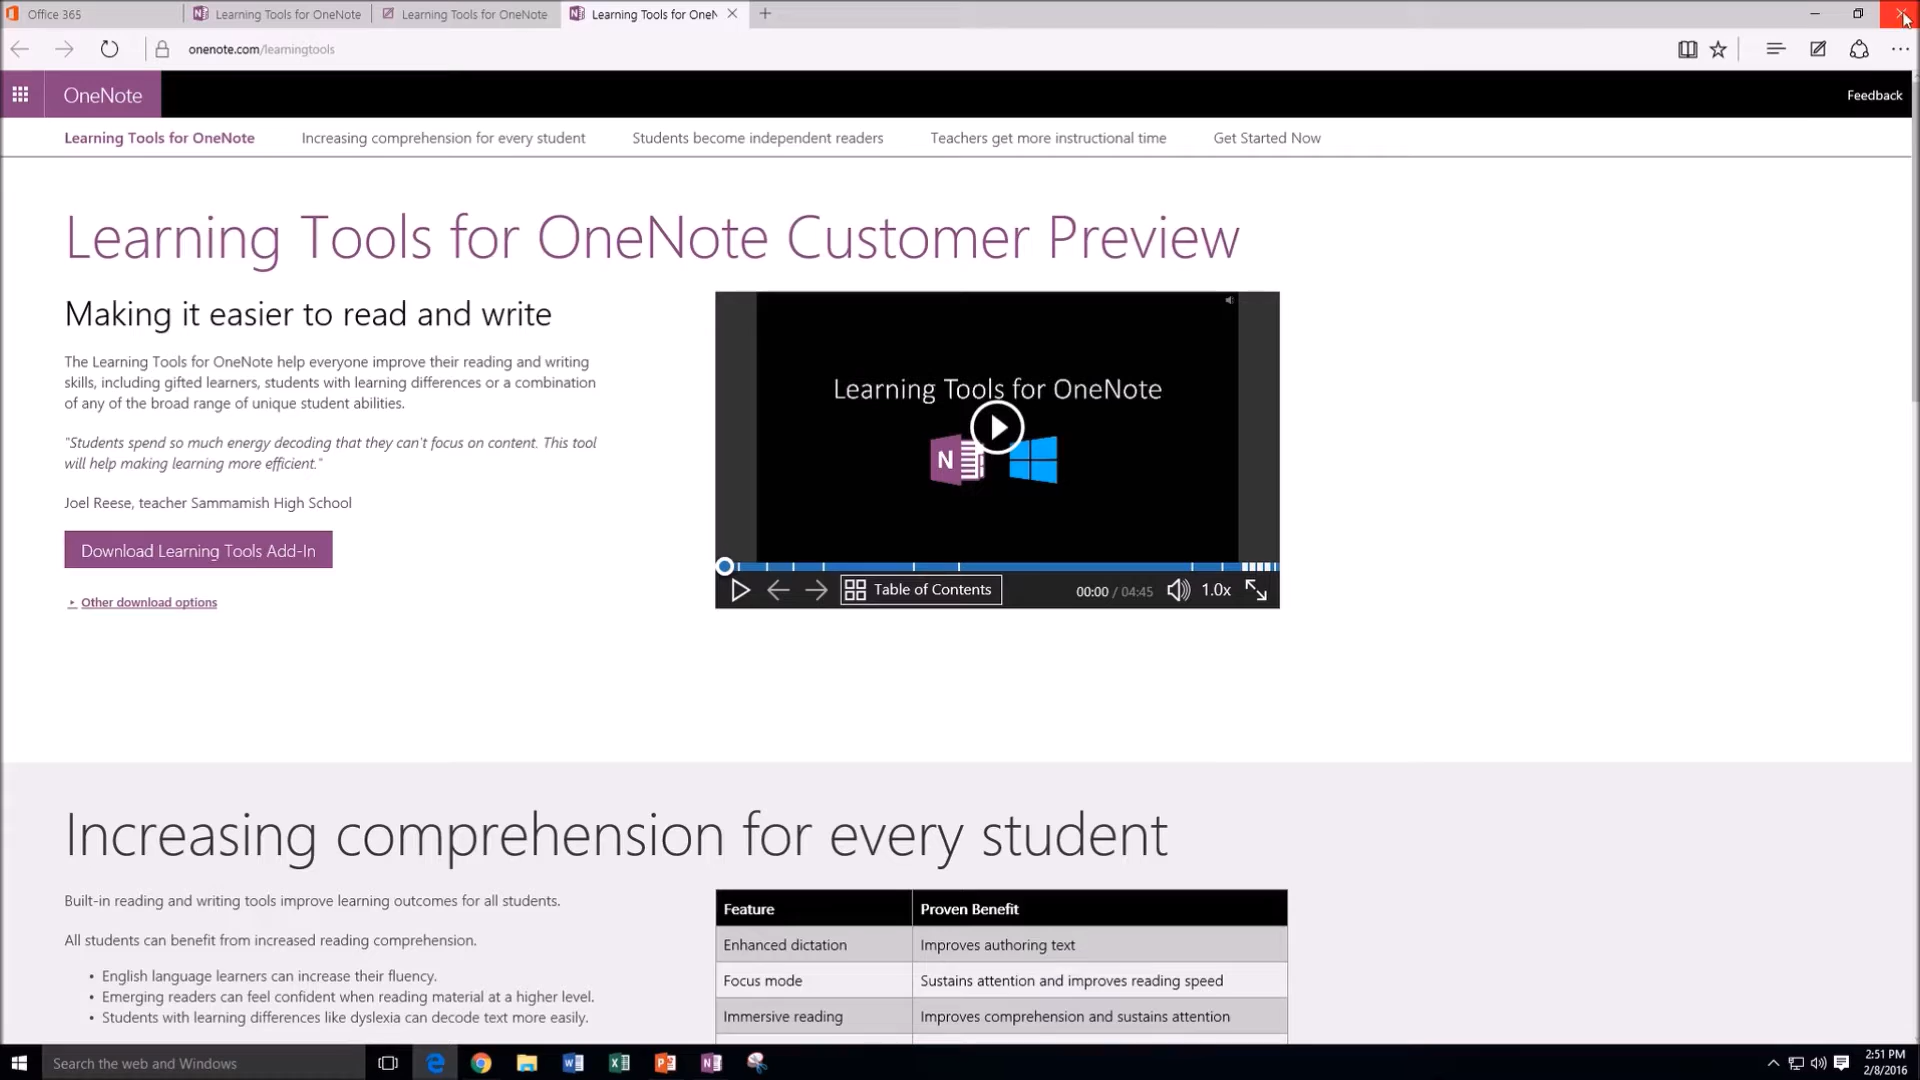 Office 365
Learning Tools for OneNote
Learning Tools for OneNote
Learning Tools for OneN
onenote.com/learningtools
OneNote
Feedback
Learning Tools for OneNote
Increasing comprehension for every student
Students become independent readers
Teachers get more instructional time
Get Started Now
Learning Tools for OneNote Customer Preview
Making it easier to read and write
The Learning Tools for OneNote help everyone improve their reading and writing
skills, including gifted learners, students with learning differences or a combination
of any of the broad range of unique student abilities.
"Students spend so much energy decoding that they can't focus on content. This tool
will help making learning more efficient."
Joel Reese, teacher Sammamish High School
Download Learning Tools Add-In
Other download options
Learning Tools for OneNote
N
Table of Contents
00:00 / 04:45
1.0x
Increasing comprehension for every student
Built-in reading and writing tools improve learning outcomes for all students.
All students can benefit from increased reading comprehension.
• English language learners can increase their fluency.
• Emerging readers can feel confident when reading material at a higher level.
• Students with learning differences like dyslexia can decode text more easily.
Feature Proven Benefit
Enhanced dictation Improves authoring text
Focus mode Sustains attention and improves reading speed
Immersive reading Improves comprehension and sustains attention
Search the web and Windows
2:51 PM
2/8/2016